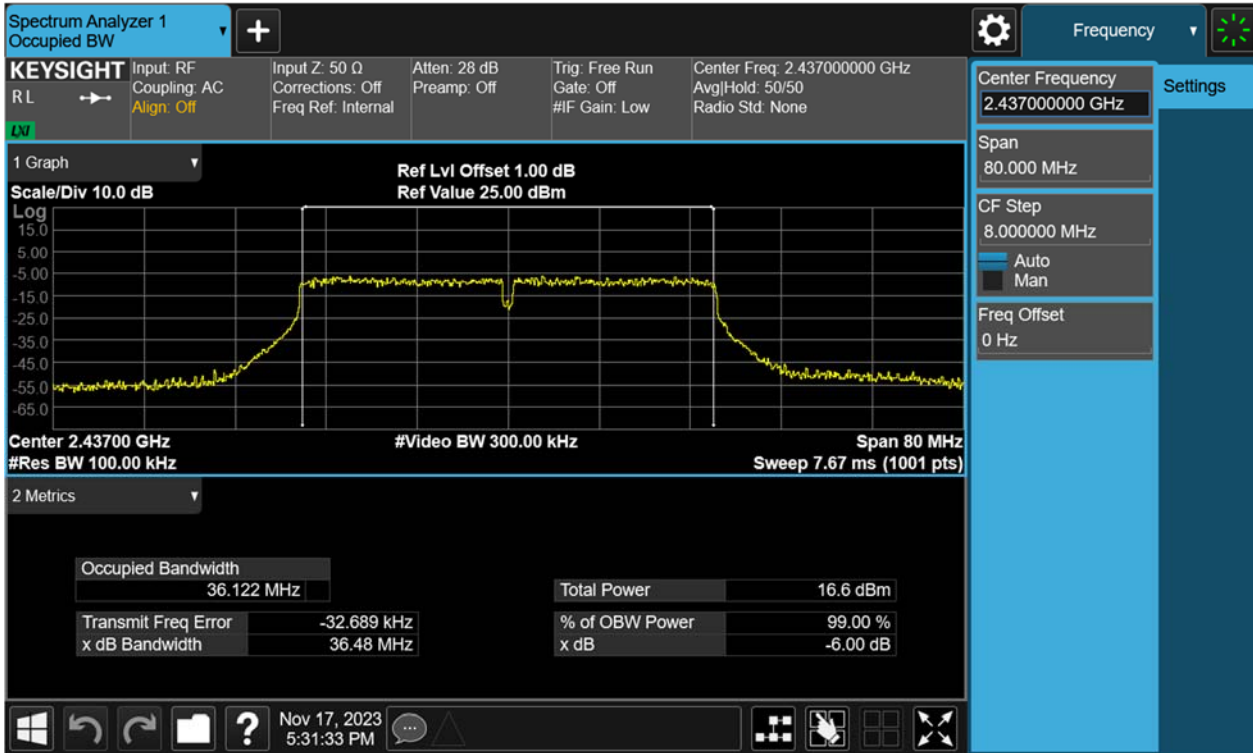 Spectrum Analyzer 1
Occupied BW
Frequency
KEYSIGHT
R L
LXI
Input: RF
Coupling: AC
Align: Off
Input Z: 50 Ω
Corrections: Off
Freq Ref: Internal
Atten: 28 dB
Preamp: Off
Trig: Free Run
Gate: Off
#IF Gain: Low
Center Freq: 2.437000000 GHz
Avg|Hold: 50/50
Radio Std: None
Center Frequency
2.437000000 GHz
Settings
Span
80.000 MHz
CF Step
8.000000 MHz
Auto
Man
Freq Offset
0 Hz
1 Graph
Scale/Div 10.0 dB
Ref Lvl Offset 1.00 dB
Ref Value 25.00 dBm
Log
15.0
5.00
-5.00
-15.0
-25.0
-35.0
-45.0
-55.0
-65.0
Center 2.43700 GHz
#Video BW 300.00 kHz
Span 80 MHz
#Res BW 100.00 kHz
Sweep 7.67 ms (1001 pts)
2 Metrics
Occupied Bandwidth
36.122 MHz
Total Power 16.6 dBm
Transmit Freq Error -32.689 kHz
% of OBW Power 99.00 %
x dB Bandwidth 36.48 MHz
x dB -6.00 dB
?
Nov 17, 2023
5:31:33 PM